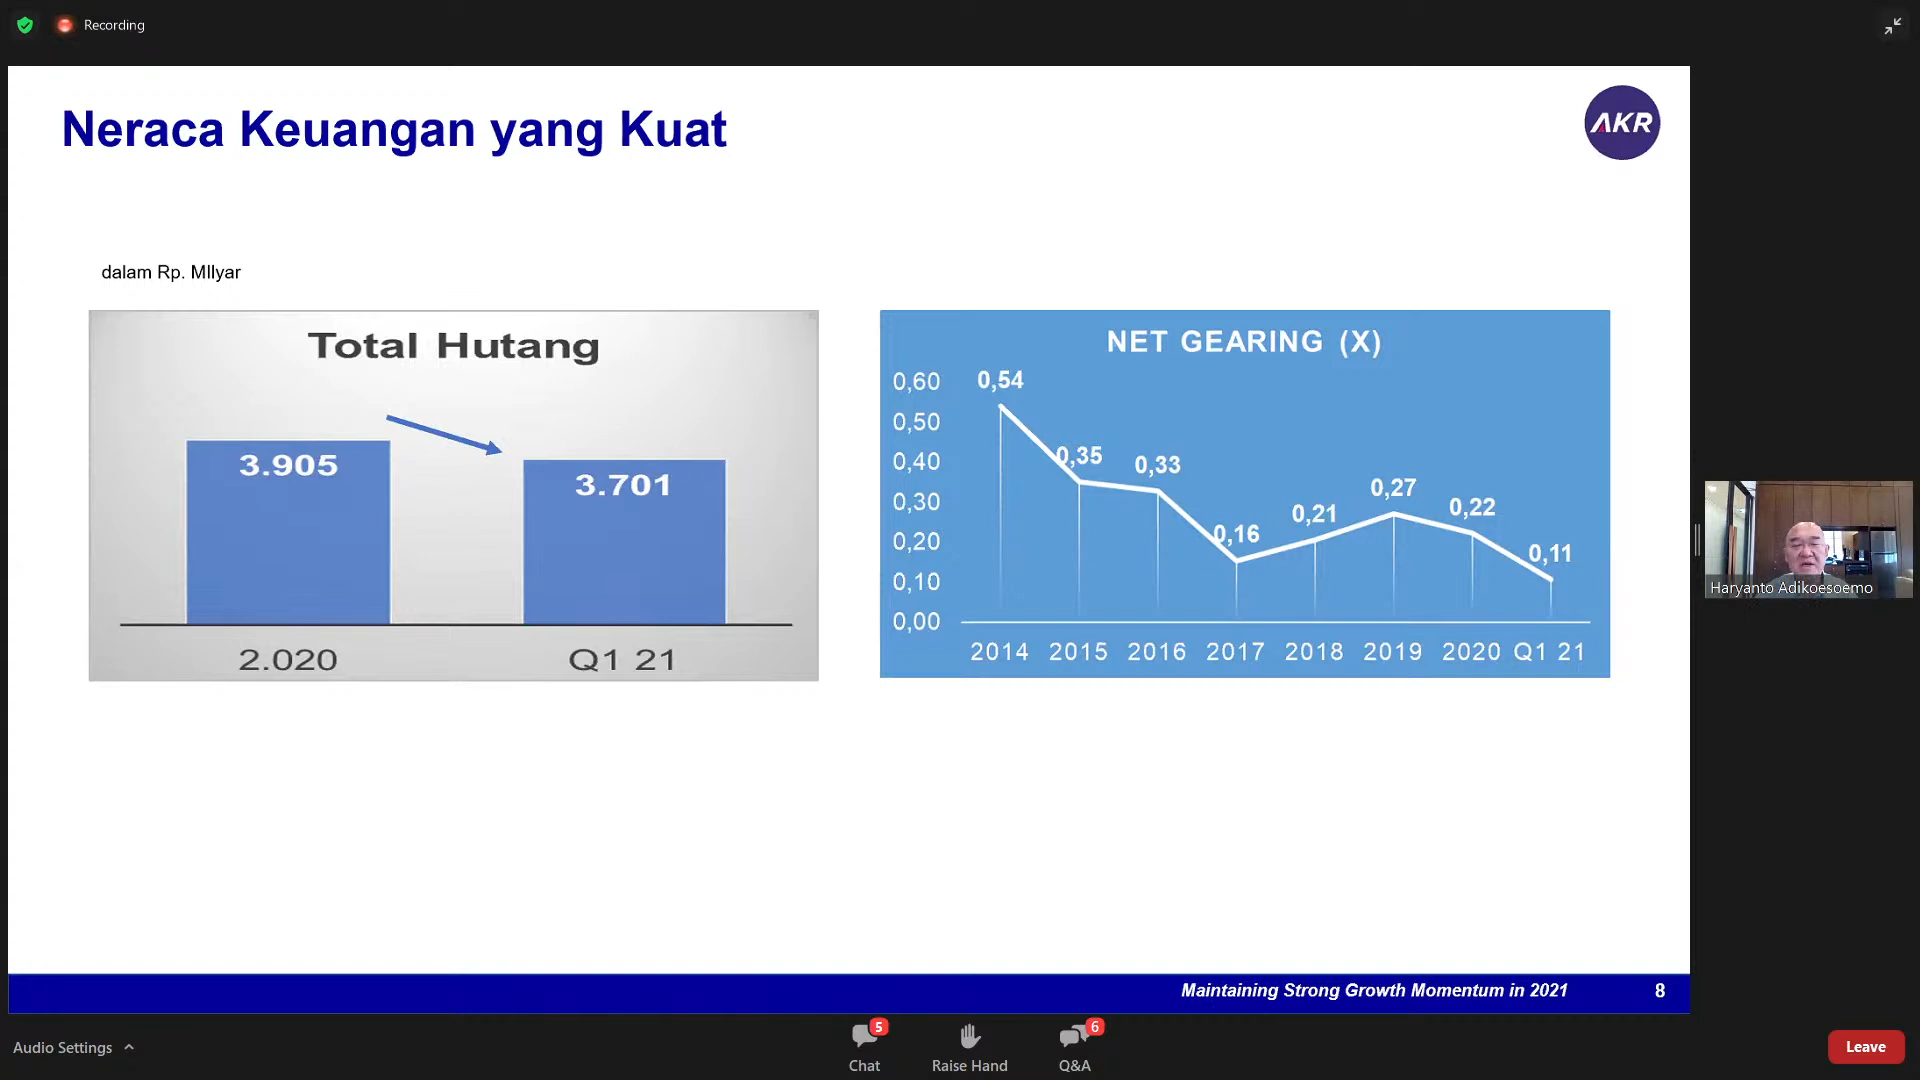 Recording
Neraca Keuangan yang Kuat
AKR
dalam Rp. MIlyar
Total Hutang
3.905
3.701
2.020
Q1 21
NET GEARING (X)
0,60
0,50
0,40
0,30
0,20
0,10
0,00
0,54
0,35
0,33
0,16
0,21
0,27
0,22
0,11
2014 2015 2016 2017 2018 2019 2020 Q1 21
Haryanto Adikoesoemo
Maintaining Strong Growth Momentum in 2021
8
Audio Settings
5
Chat
Raise Hand
6
Q&A
Leave